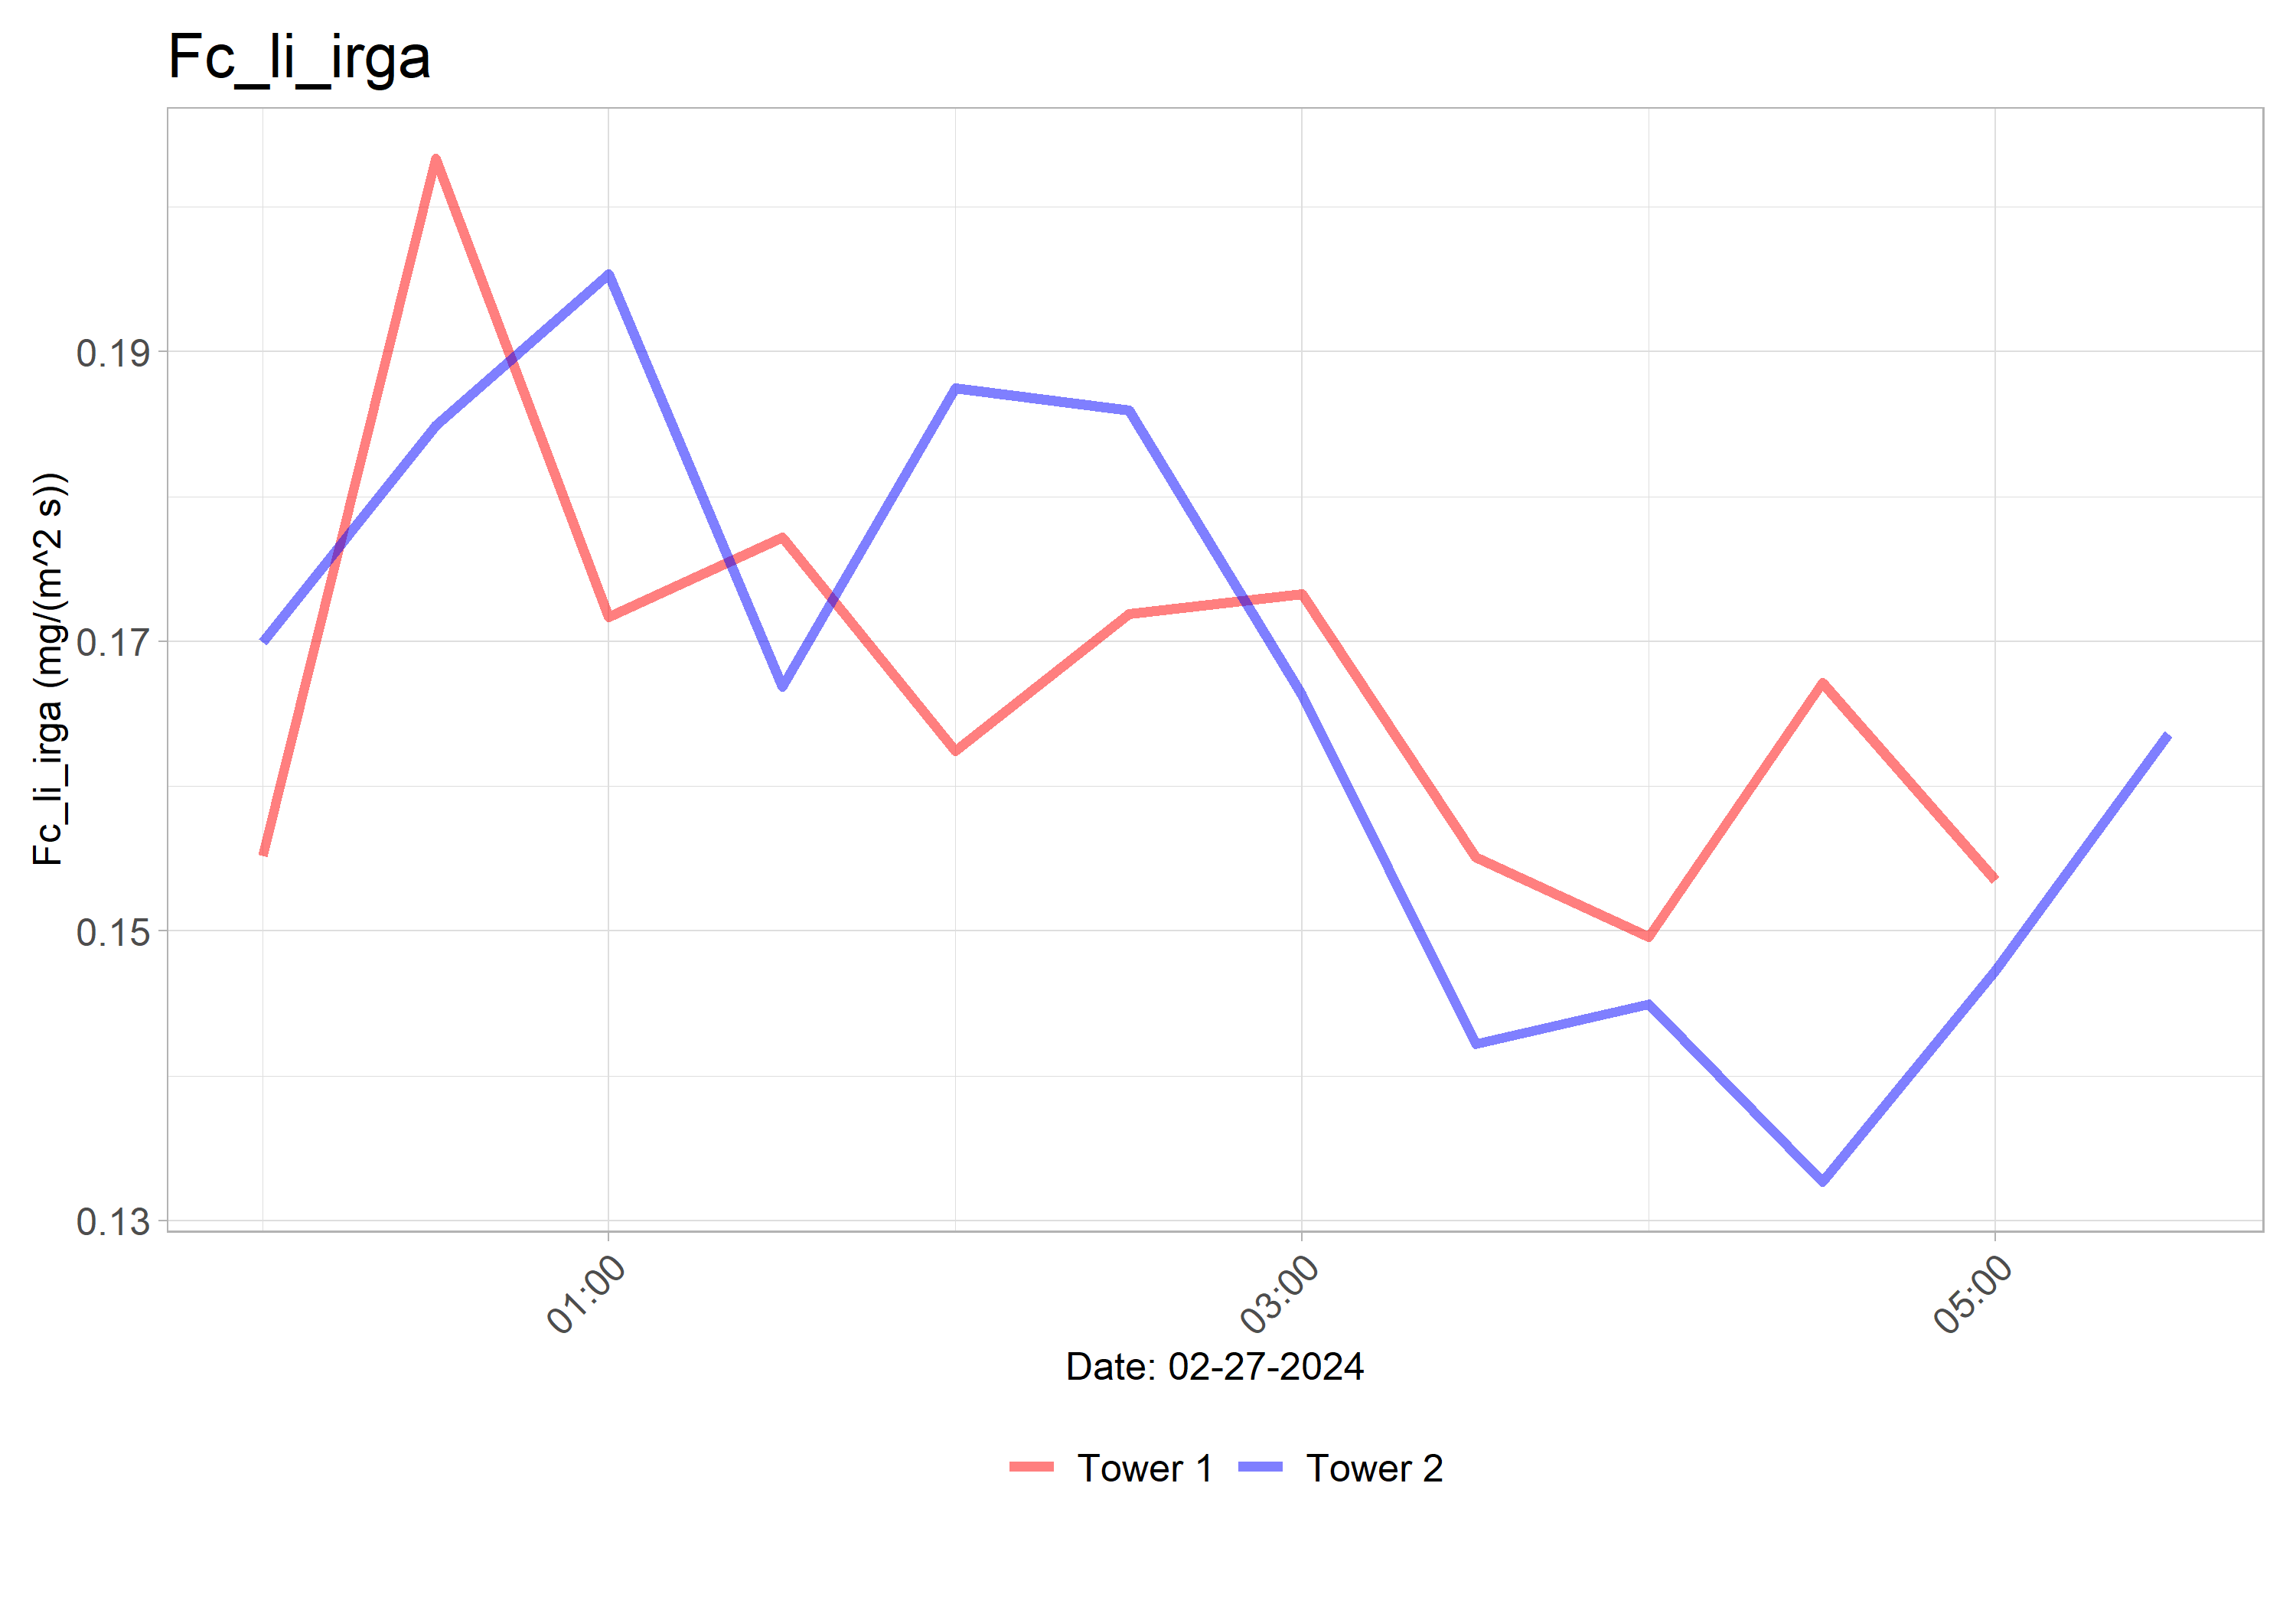 Fc_li_irga
Fc_li_irga (mg/(m^2 s))
0.19
0.17
0.15
0.13
01:00
03:00
05:00
Date: 02-27-2024
Tower 1
Tower 2